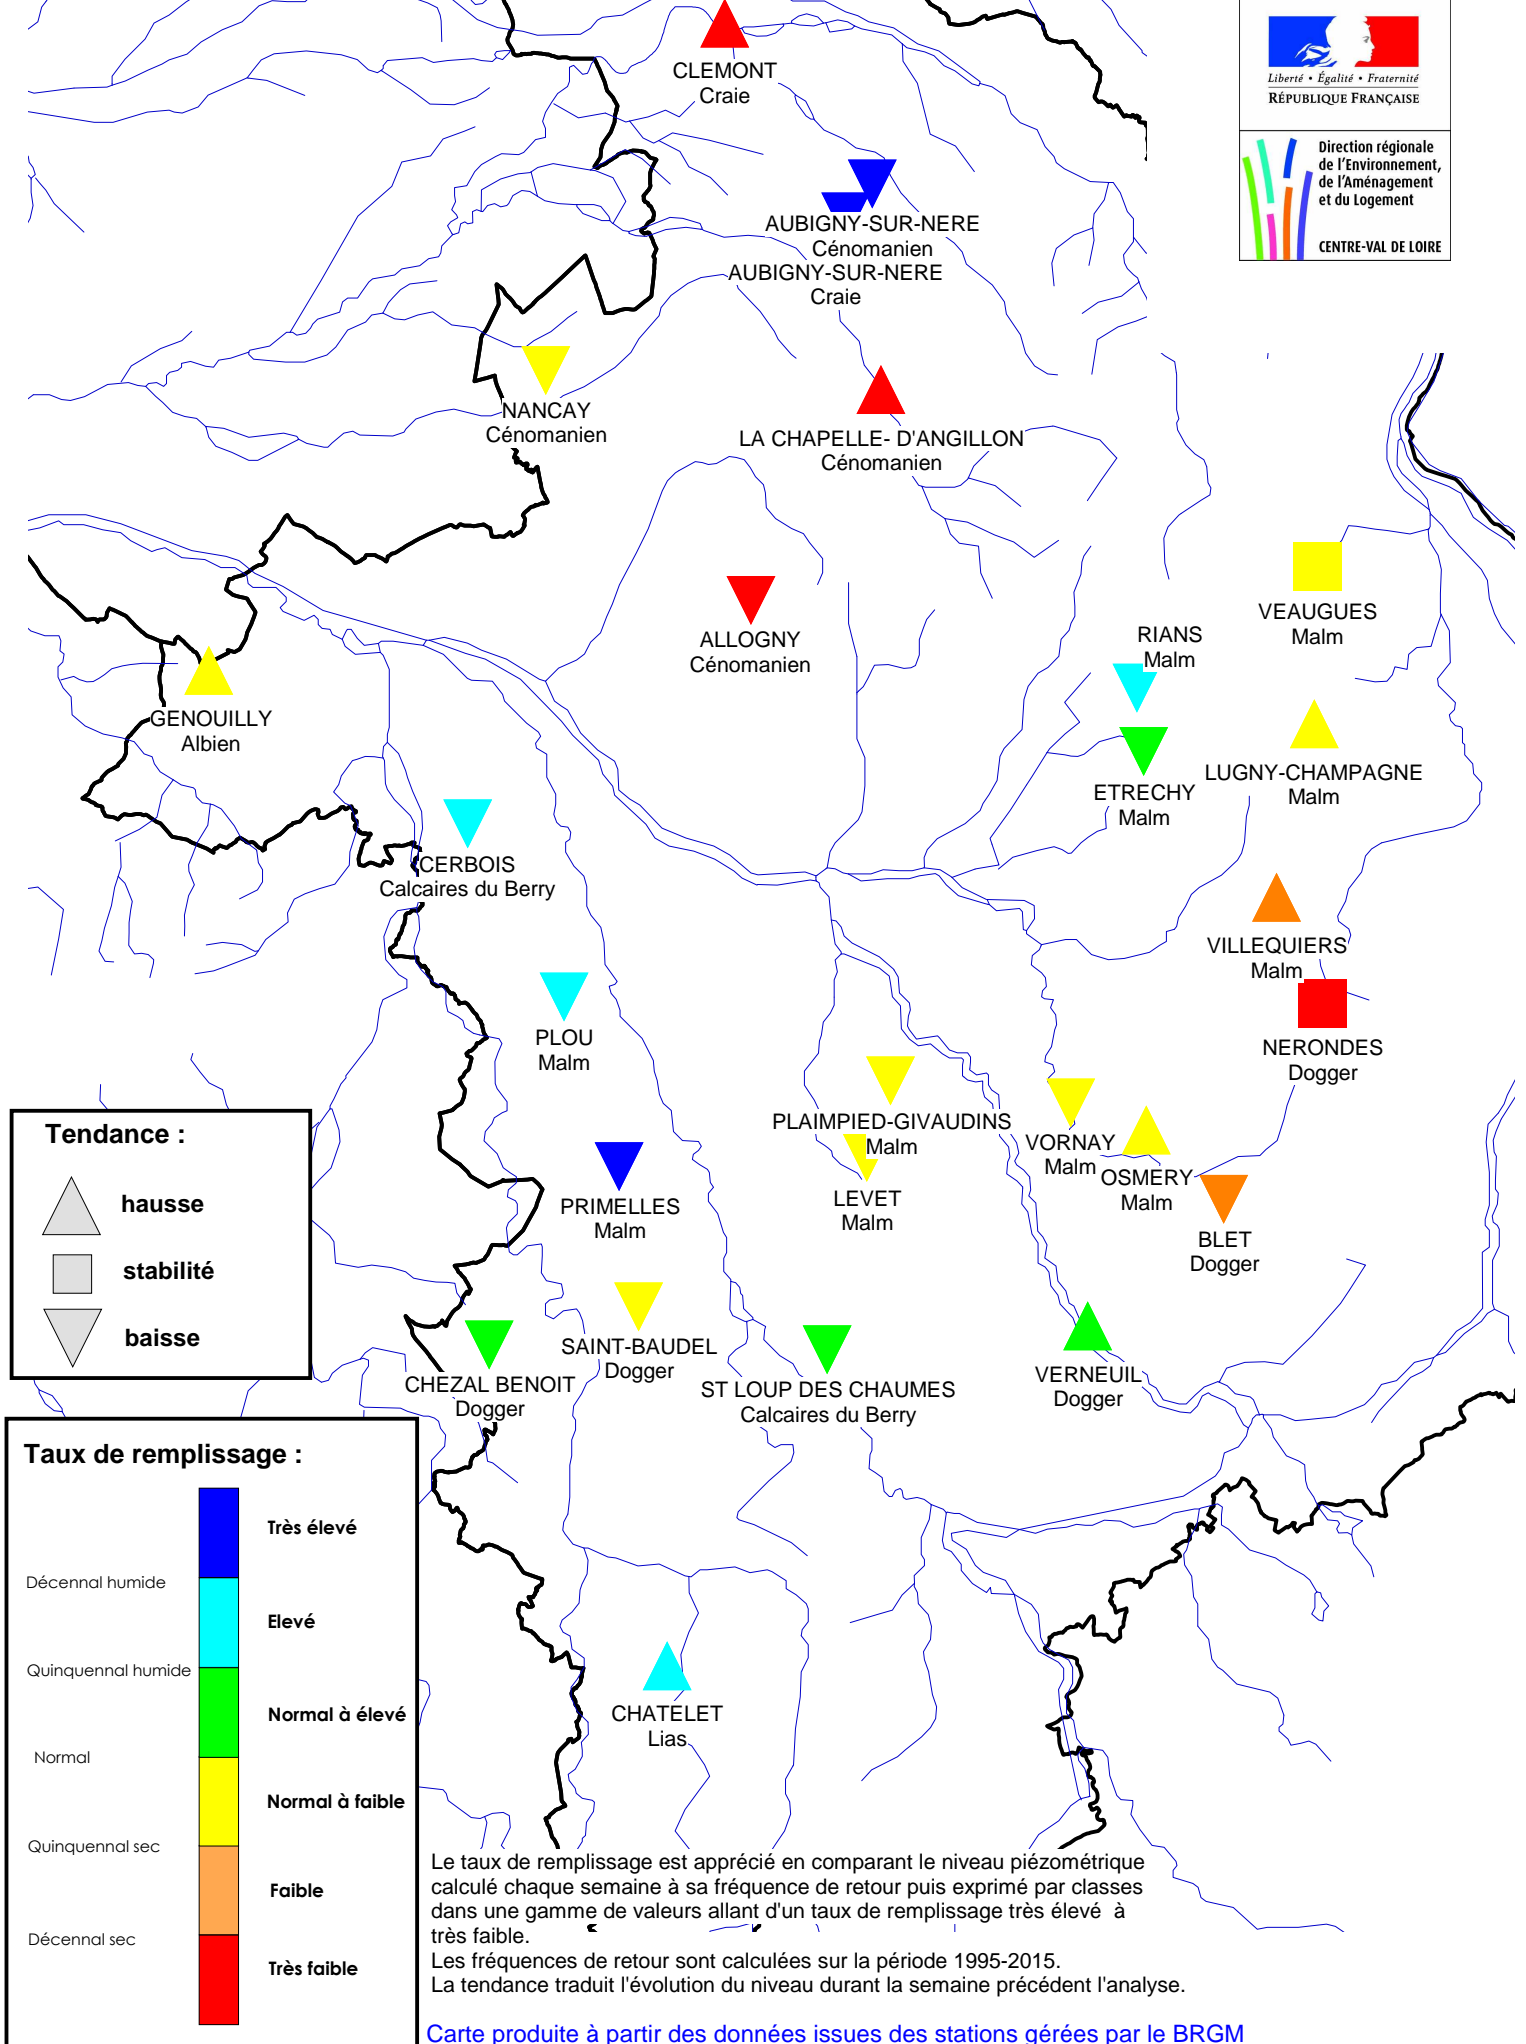 CLEMONT
Craie
Liberté • Égalité • Fraternité
RÉPUBLIQUE FRANÇAISE
Direction régionale
de l'Environnement,
de l'Aménagement
et du Logement
CENTRE-VAL DE LOIRE
AUBIGNY-SUR-NERE
Cénomanien
AUBIGNY-SUR-NERE
Craie
NANCAY
Cénomanien
LA CHAPELLE- D'ANGILLON
Cénomanien
VEAUGUES
Malm
ALLOGNY
Cénomanien
RIANS
Malm
GENOUILLY
Albien
LUGNY-CHAMPAGNE
Malm
ETRECHY
Malm
CERBOIS
Calcaires du Berry
VILLEQUIERS
Malm
PLOU
Malm
NERONDES
Dogger
PLAIMPIED-GIVAUDINS
Malm
VORNAY
Malm
OSMERY
Malm
PRIMELLES
Malm
LEVET
Malm
BLET
Dogger
Tendance :
hausse
stabilité
baisse
SAINT-BAUDEL
Dogger
CHEZAL BENOIT
Dogger
ST LOUP DES CHAUMES
Calcaires du Berry
VERNEUIL
Dogger
Taux de remplissage :
Très élevé
Décennal humide
Elevé
Quinquennal humide
Normal à élevé
Normal
Normal à faible
Quinquennal sec
Faible
Décennal sec
Très faible
CHATELET
Lias
Le taux de remplissage est apprécié en comparant le niveau piézométrique
calculé chaque semaine à sa fréquence de retour puis exprimé par classes
dans une gamme de valeurs allant d'un taux de remplissage très élevé à
très faible.
Les fréquences de retour sont calculées sur la période 1995-2015.
La tendance traduit l'évolution du niveau durant la semaine précédent l'analyse.
Carte produite à partir des données issues des stations gérées par le BRGM